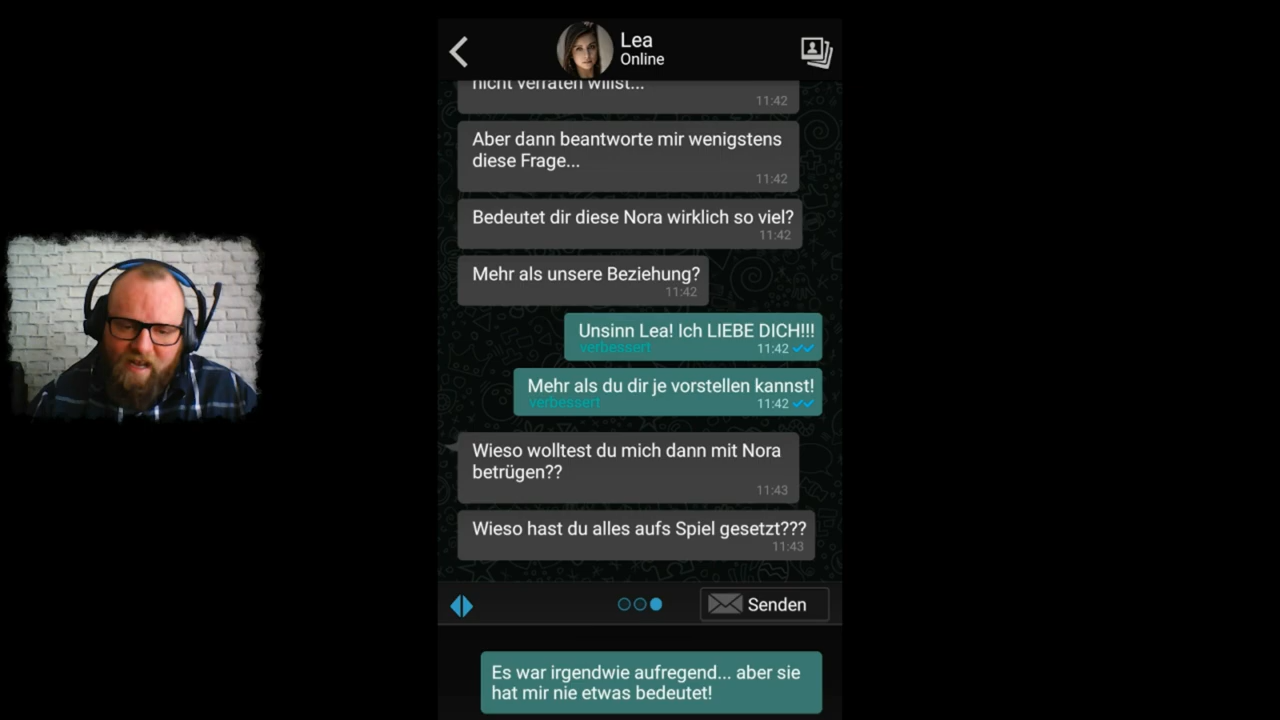 Lea
Online
nicht verraten willst...
11:42
Aber dann beantworte mir wenigstens
diese Frage...
11:42
Bedeutet dir diese Nora wirklich so viel?
11:42
Mehr als unsere Beziehung?
11:42
Unsinn Lea! Ich LIEBE DICH!!!
verbessert 11:42
Mehr als du dir je vorstellen kannst!
verbessert 11:42
Wieso wolltest du mich dann mit Nora
betrügen??
11:43
Wieso hast du alles aufs Spiel gesetzt???
11:43
Senden
Es war irgendwie aufregend... aber sie
hat mir nie etwas bedeutet!